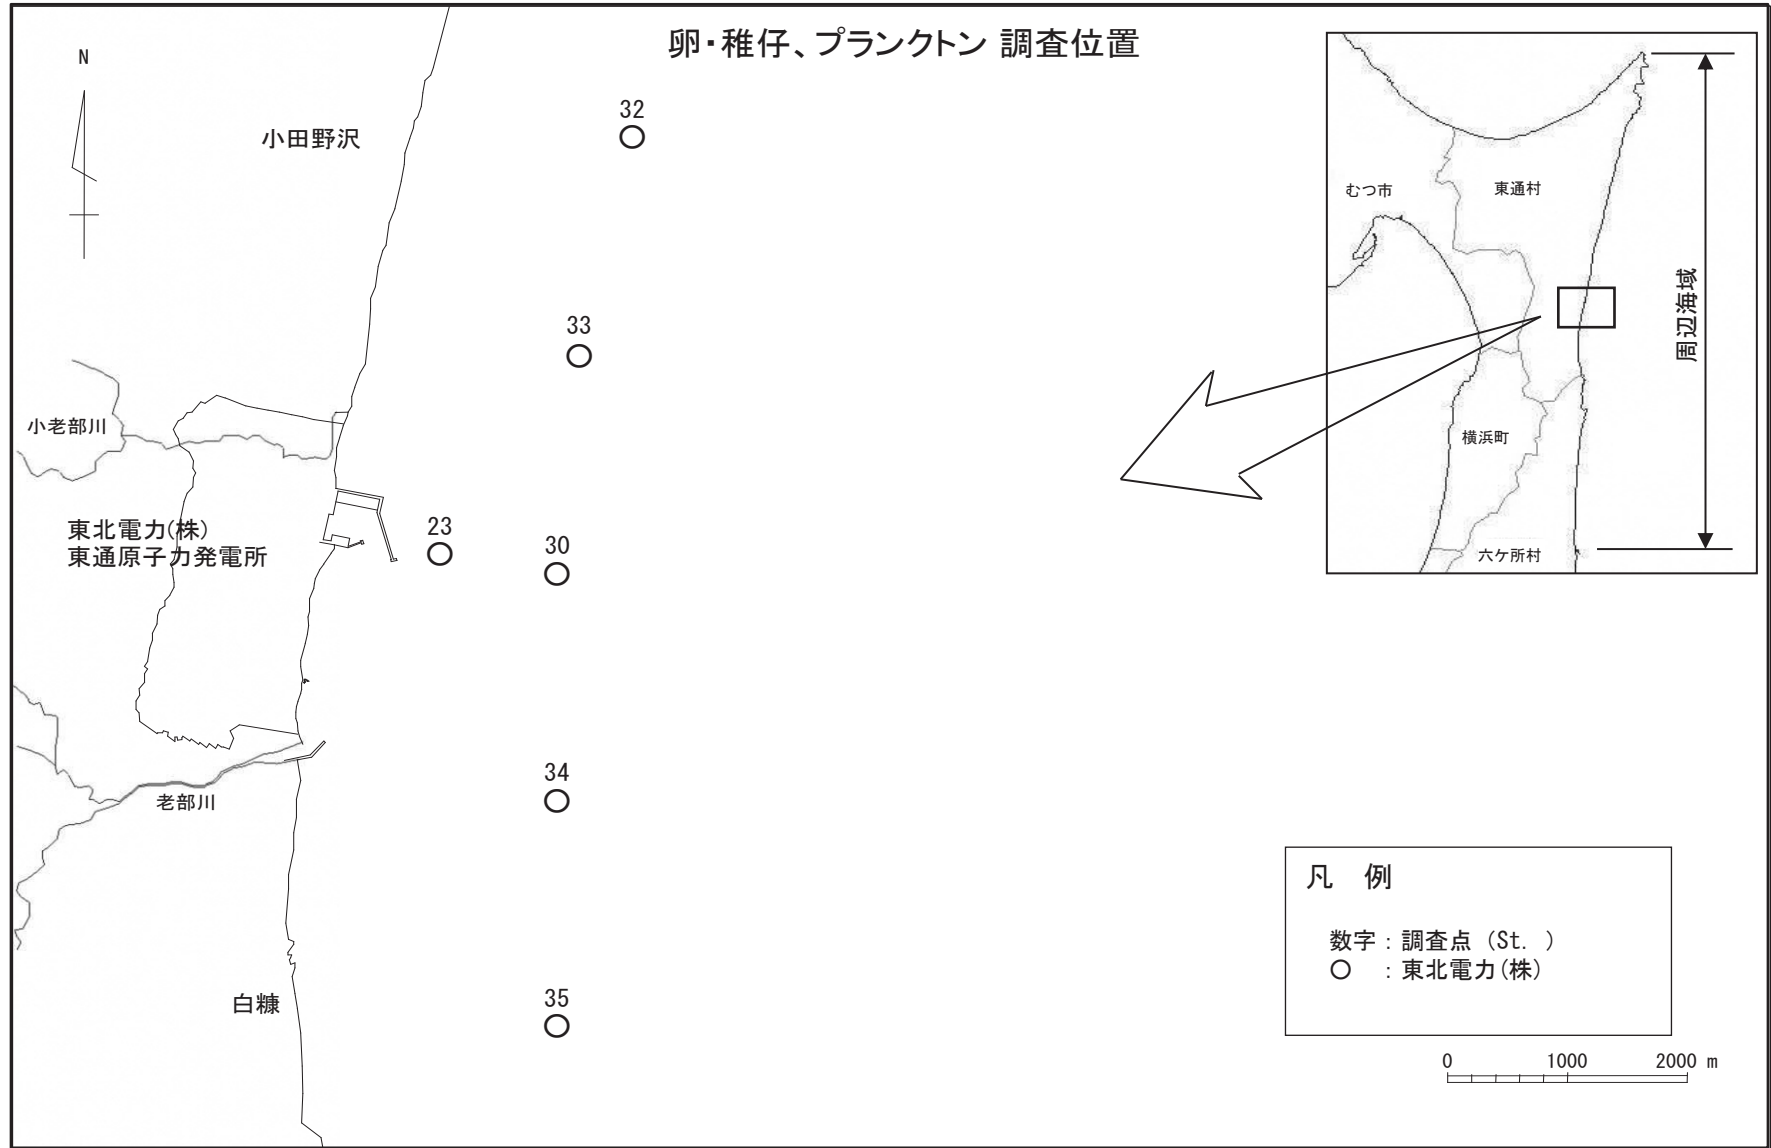 卵・稚仔、プランクトン 調査位置
N
小田野沢
32
33
小老部川
東北電力(株)
東通原子力発電所
23
30
34
老部川
35
白糠
むつ市
東通村
周辺海域
横浜町
六ケ所村
凡 例
数字 : 調査点 (St. )
○ : 東北電力(株)
0 1000 2000 m